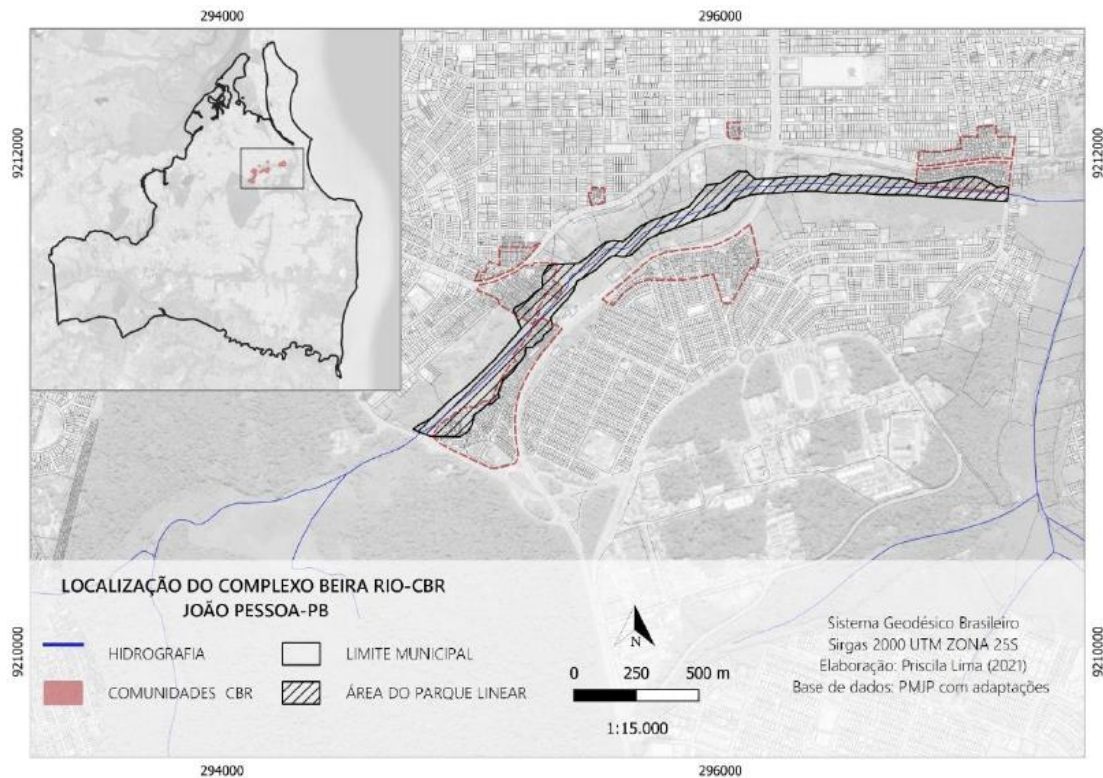 294000
296000
9212000
9212000
LOCALIZAÇÃO DO COMPLEXO BEIRA RIO-CBR
JOÃO PESSOA-PB
HIDROGRAFIA
LIMITE MUNICIPAL
COMUNIDADES CBR
ÁREA DO PARQUE LINEAR
N
0 250 500 m
1:15.000
Sistema Geodésico Brasileiro
Sirgas 2000 UTM ZONA 25S
Elaboração: Priscila Lima (2021)
Base de dados: PMJP com adaptações
9210000
9210000
294000
296000